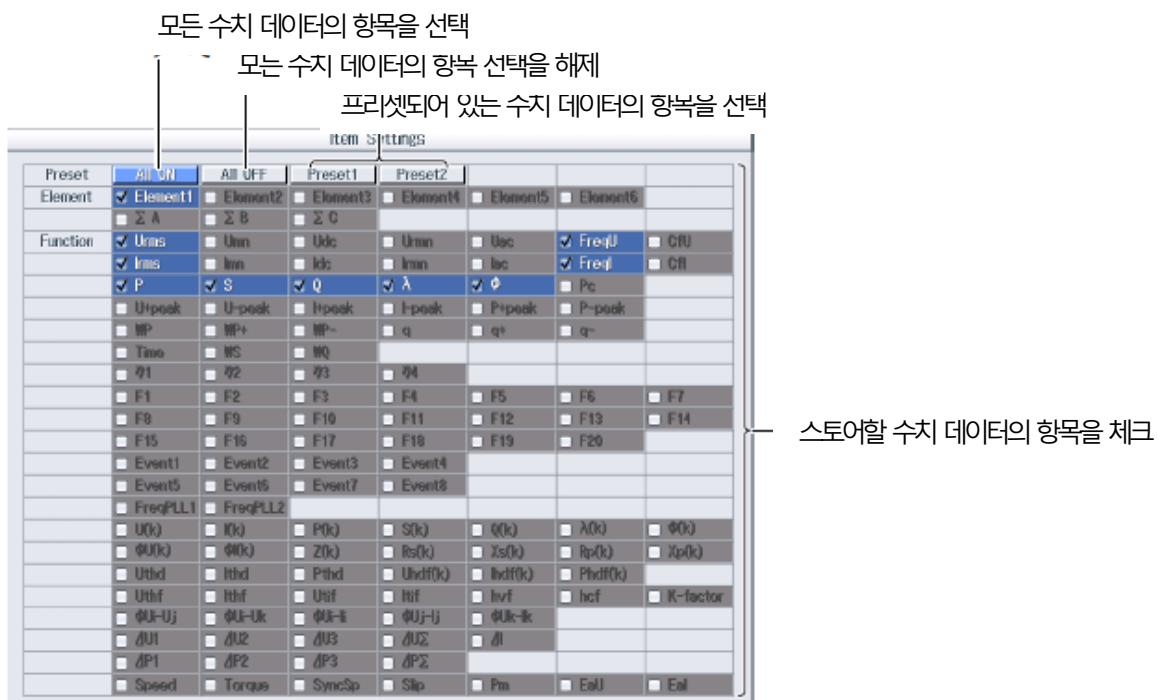 모든 수치 데이터의 항목을 선택
모든 수치 데이터의 항목 선택을 해제
프리셋되어 있는 수치 데이터의 항목을 선택
Item Settings
Preset All ON All OFF Preset1 Preset2
Element Element1 Element2 Element3 Element4 Element5 Element6
Σ A Σ B Σ C
Function Urms Umn Udc Urmn Uac FreqU CfU
Irms Imn Idc Irmn Iac FreqI CfI
P S Q λ Φ Pc
U+peak U-peak I+peak I-peak P+peak P-peak
WP WP+ WP- q q+ q-
Time WS WQ
η1 η2 η3 η4
F1 F2 F3 F4 F5 F6 F7
F8 F9 F10 F11 F12 F13 F14
스토어할 수치 데이터의 항목을 체크
F15 F16 F17 F18 F19 F20
Event1 Event2 Event3 Event4
Event5 Event6 Event7 Event8
FreqPLL1 FreqPLL2
U(k) I(k) P(k) S(k) Q(k) λ(k) Φ(k)
ΦU(k) ΦI(k) Z(k) Rs(k) Xs(k) Rp(k) Xp(k)
Uthd Ithd Pthd Uhdf(k) Ihdf(k) Phdf(k)
Uthf Ithf Utif Itif hvf hcf K-factor
ΦUi-Uj ΦUi-Uk ΦUi-Ii ΦUj-Ij ΦUk-Ik
ΔU1 ΔU2 ΔU3 ΔUΣ ΔI
ΔP1 ΔP2 ΔP3 ΔPΣ
Speed Torque SyncSp Slip Pm EaU EaI